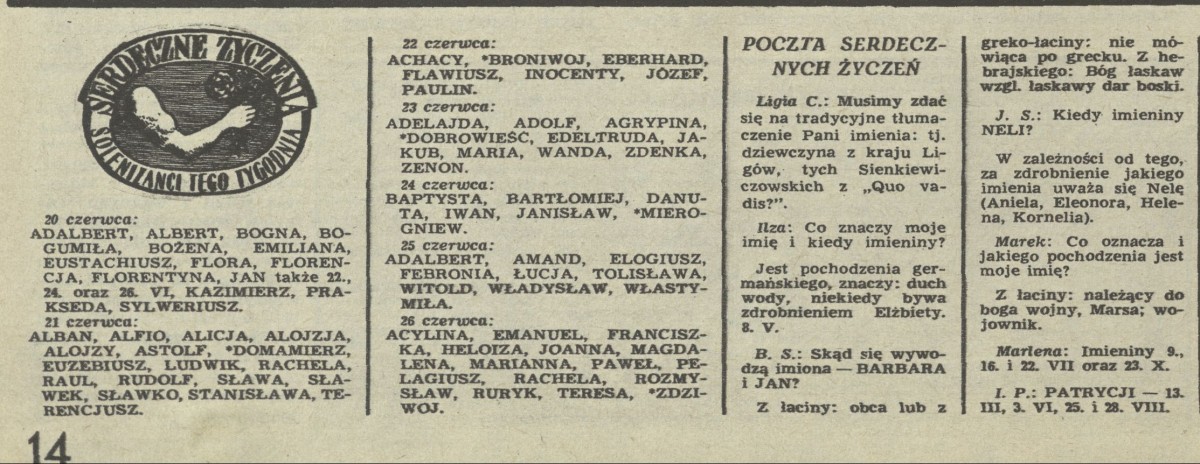 SERDECZNE ŻYCZENIA
SOLENIZANCI TEGO TYGODNIA
20 czerwca:
ADALBERT, ALBERT, BOGNA, BO-
GUMIŁA, BOŻENA, EMILIANA,
EUSTACHIUSZ, FLORA, FLOREN-
CJA, FLORENTYNA, JAN także 22.,
24. oraz 26. VI, KAZIMIERZ, PRA-
KSEDA, SYLWERIUSZ.
21 czerwca:
ALBAN, ALFIO, ALICJA, ALOJZJA,
ALOJZY, ASTOLF, *DOMAMIERZ,
EUZEBIUSZ, LUDWIK, RACHELA,
RAUL, RUDOLF, SŁAWA, SŁA-
WEK, SŁAWKO, STANISŁAWA, TE-
RENCJUSZ.
22 czerwca:
ACHACY, *BRONIWOJ, EBERHARD,
FLAWIUSZ, INOCENTY, JÓZEF,
PAULIN.
23 czerwca:
ADELAJDA, ADOLF, AGRYPINA,
*DOBROWIEŚĆ, EDELTRUDA, JA-
KUB, MARIA, WANDA, ZDENKA,
ZENON.
24 czerwca:
BAPTYSTA, BARTŁOMIEJ, DANU-
TA, IWAN, JANISŁAW, *MIERO-
GNIEW.
25 czerwca:
ADALBERT, AMAND, ELOGIUSZ,
FEBRONIA, ŁUCJA, TOLISŁAWA,
WITOLD, WŁADYSŁAW, WŁASTY-
MIŁA.
26 czerwca:
ACYLINA, EMANUEL, FRANCISZ-
KA, HELOIZA, JOANNA, MAGDA-
LENA, MARIANNA, PAWEŁ, PE-
LAGIUSZ, RACHELA, ROZMY-
SŁAW, RURYK, TERESA, *ZDZI-
WOJ.
POCZTA SERDECZ-
NYCH ŻYCZEŃ
Ligia C.: Musimy zdać
się na tradycyjne tłuma-
czenie Pani imienia: tj.
dziewczyna z kraju Li-
gów, tych Sienkiewi-
czowskich z „Quo va-
dis?”.
Ilza: Co znaczy moje
imię i kiedy imieniny?
Jest pochodzenia ger-
mańskiego, znaczy: duch
wody, niekiedy bywa
zdrobnieniem Elżbiety.
8. V.
B. S.: Skąd się wywo-
dzą imiona — BARBARA
i JAN?
Z łaciny: obca lub z
greko-łaciny: nie mó-
wiąca po grecku. Z he-
brajskiego: Bóg łaskaw
wzgl. łaskawy dar boski.
J. S.: Kiedy imieniny
NELI?
W zależności od tego,
za zdrobnienie jakiego
imienia uważa się Nelę
(Aniela, Eleonora, Hele-
na, Kornelia).
Marek: Co oznacza i
jakiego pochodzenia jest
moje imię?
Z łaciny: należący do
boga wojny, Marsa; wo-
jownik.
Marlena: Imieniny 9.,
16. i 22. VII oraz 23. X.
I. P.: PATRYCJI — 13.
III, 3. VI, 25. i 28. VIII.
14